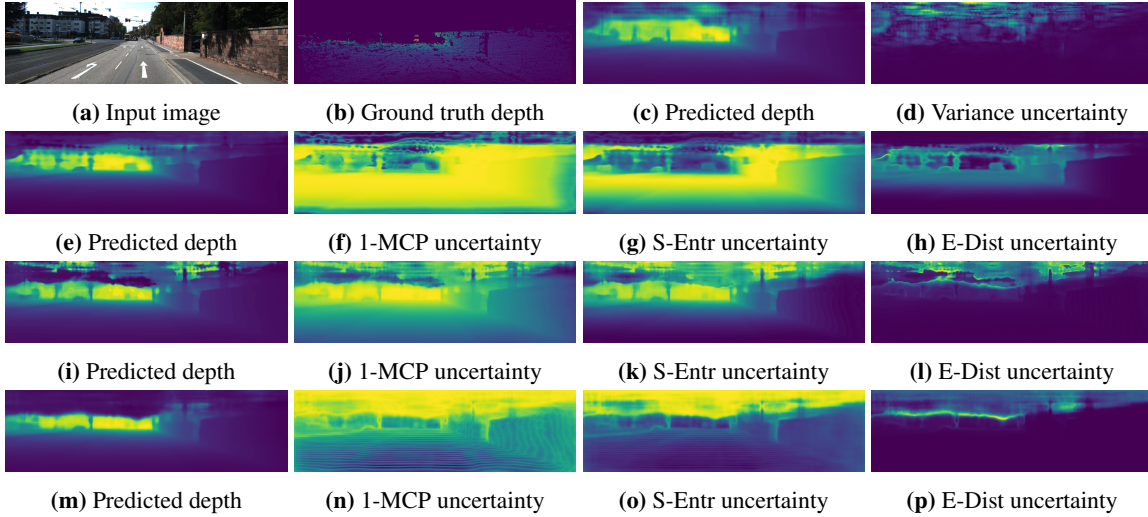 (a) Input image
(b) Ground truth depth
(c) Predicted depth
(d) Variance uncertainty
(e) Predicted depth
(f) 1-MCP uncertainty
(g) S-Entr uncertainty
(h) E-Dist uncertainty
(i) Predicted depth
(j) 1-MCP uncertainty
(k) S-Entr uncertainty
(l) E-Dist uncertainty
(m) Predicted depth
(n) 1-MCP uncertainty
(o) S-Entr uncertainty
(p) E-Dist uncertainty